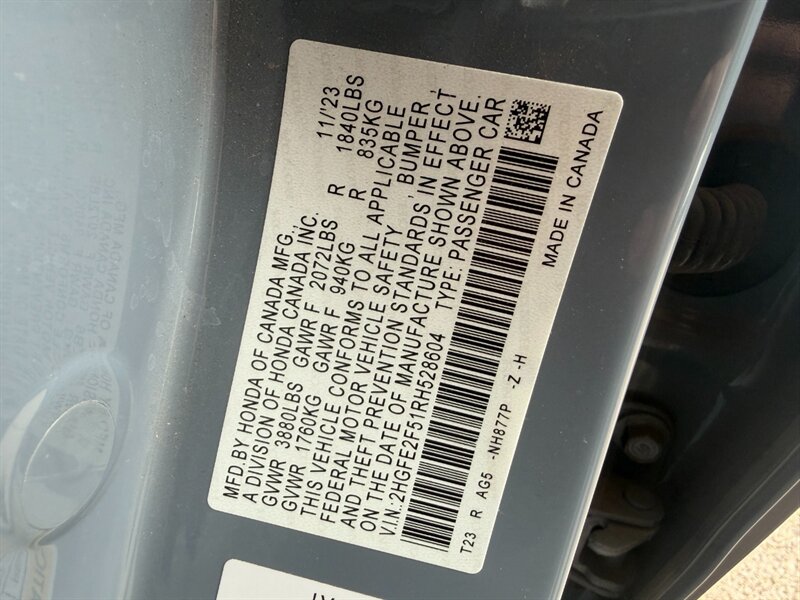 MFD.BY HONDA OF CANADA MFG., 11/'23
A DIVISION OF HONDA CANADA INC.
GVWR 3880LBS GAWR F 2072LBS R 1840LBS
GVWR 1760KG GAWR F 940KG R 835KG
THIS VEHICLE CONFORMS TO ALL APPLICABLE
FEDERAL MOTOR VEHICLE SAFETY, BUMPER,
AND THEFT PREVENTION STANDARDS IN EFFECT
ON THE DATE OF MANUFACTURE SHOWN ABOVE.
V.I.N.:2HGFE2F51RH528604 TYPE: PASSENGER CAR
T23 R AG5 -NH877P -Z -H MADE IN CANADA